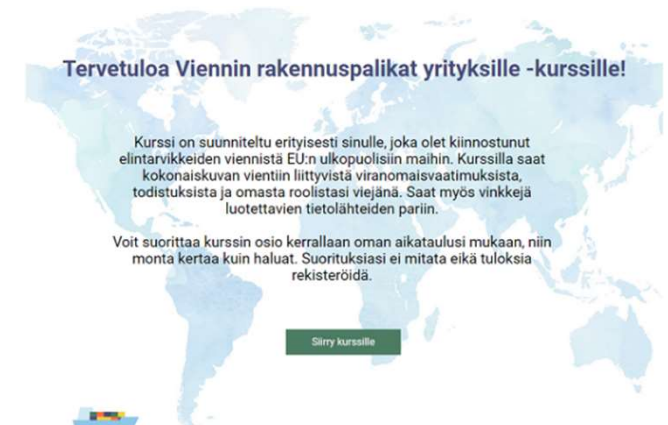 Tervetuloa Viennin rakennuspalikat yrityksille -kurssille!
Kurssi on suunniteltu erityisesti sinulle, joka olet kiinnostunut
elintarvikkeiden viennistä EU:n ulkopuolisiin maihin. Kurssilla saat
kokonaiskuvan vientiin liittyvistä viranomaisvaatimuksista,
todistuksista ja omasta roolistasi viejänä. Saat myös vinkkejä
luotettavien tietolähteiden pariin.
Voit suorittaa kurssin osio kerrallaan oman aikataulusi mukaan, niin
monta kertaa kuin haluat. Suorituksiasi ei mitata eikä tuloksia
rekisteröidä.
Siirry kurssille